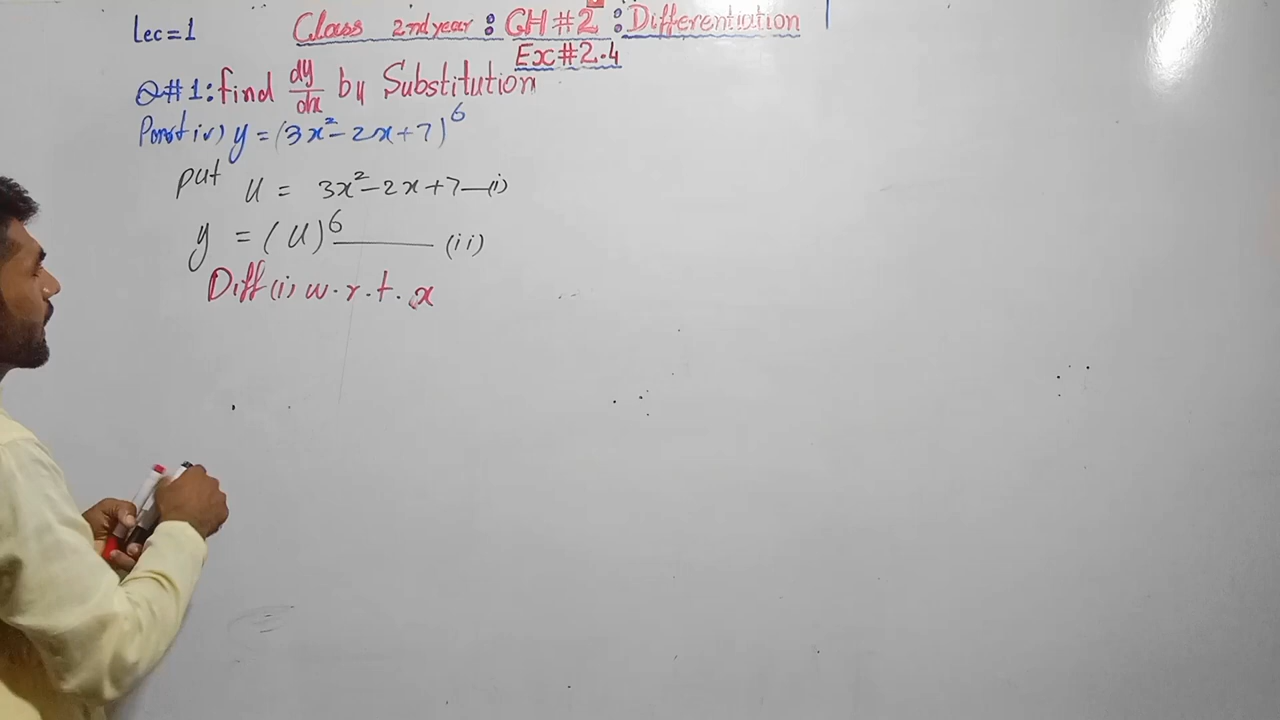 Lec=1
Class 2nd year : CH#2 : Differentiation
Ex#2.4
Q#1: Find dy/dx by Substitution
Part iv) y = (3x²-2x+7)⁶
put u = 3x²-2x+7—(i)
y = (u)⁶ ——— (ii)
Diff (i) w.r.t. x